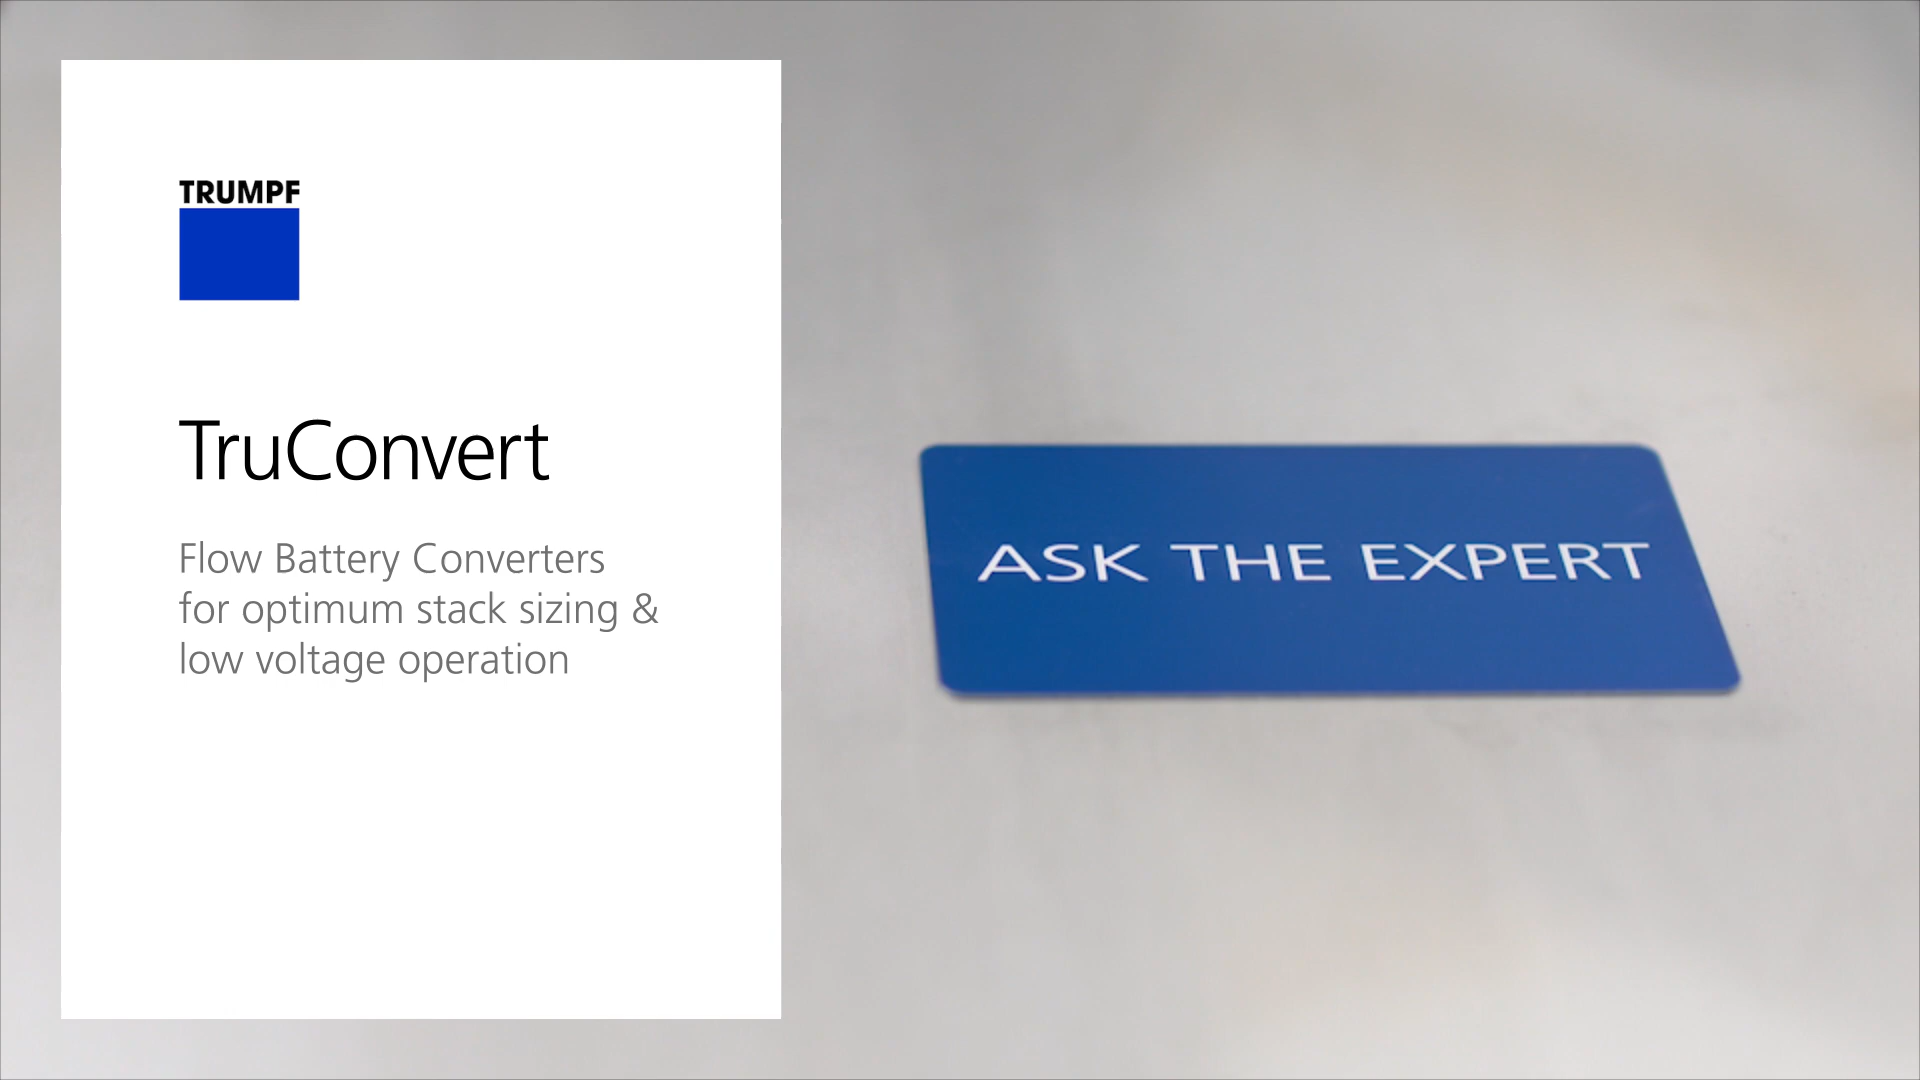 TRUMPF
TruConvert
Flow Battery Converters
for optimum stack sizing &
low voltage operation
ASK THE EXPERT